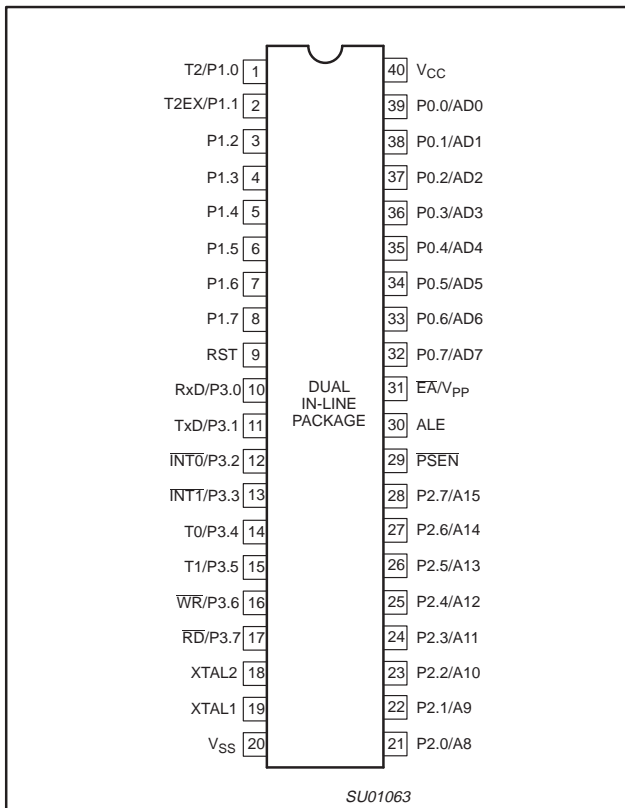 T2/P1.0 1
T2EX/P1.1 2
P1.2 3
P1.3 4
P1.4 5
P1.5 6
P1.6 7
P1.7 8
RST 9
RxD/P3.0 10
TxD/P3.1 11
I̅N̅T̅0̅/P3.2 12
I̅N̅T̅1̅/P3.3 13
T0/P3.4 14
T1/P3.5 15
W̅R̅/P3.6 16
R̅D̅/P3.7 17
XTAL2 18
XTAL1 19
VSS 20
DUAL
IN-LINE
PACKAGE
40 VCC
39 P0.0/AD0
38 P0.1/AD1
37 P0.2/AD2
36 P0.3/AD3
35 P0.4/AD4
34 P0.5/AD5
33 P0.6/AD6
32 P0.7/AD7
31 E̅A̅/VPP
30 ALE
29 P̅S̅E̅N̅
28 P2.7/A15
27 P2.6/A14
26 P2.5/A13
25 P2.4/A12
24 P2.3/A11
23 P2.2/A10
22 P2.1/A9
21 P2.0/A8
SU01063